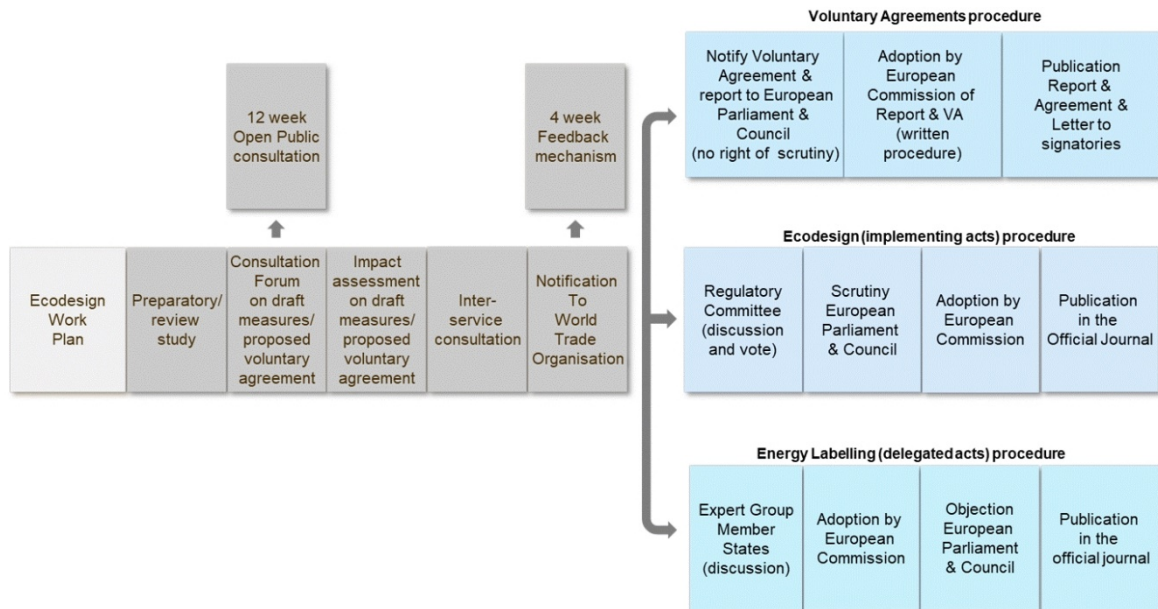 Voluntary Agreements procedure
12 week
Open Public
consultation
4 week
Feedback
mechanism
Notify Voluntary
Agreement &
report to European
Parliament &
Council
(no right of scrutiny)
Adoption by
European
Commission of
Report & VA
(written
procedure)
Publication
Report &
Agreement &
Letter to
signatories
Ecodesign
Work
Plan
Preparatory/
review
study
Consultation
Forum
on draft
measures/
proposed
voluntary
agreement
Impact
assessment
on draft
measures/
proposed
voluntary
agreement
Inter-
service
consultation
Notification
To
World
Trade
Organisation
Ecodesign (implementing acts) procedure
Regulatory
Committee
(discussion
and vote)
Scrutiny
European
Parliament
& Council
Adoption by
European
Commission
Publication
in the
Official Journal
Energy Labelling (delegated acts) procedure
Expert Group
Member
States
(discussion)
Adoption by
European
Commission
Objection
European
Parliament
& Council
Publication
in the
official journal